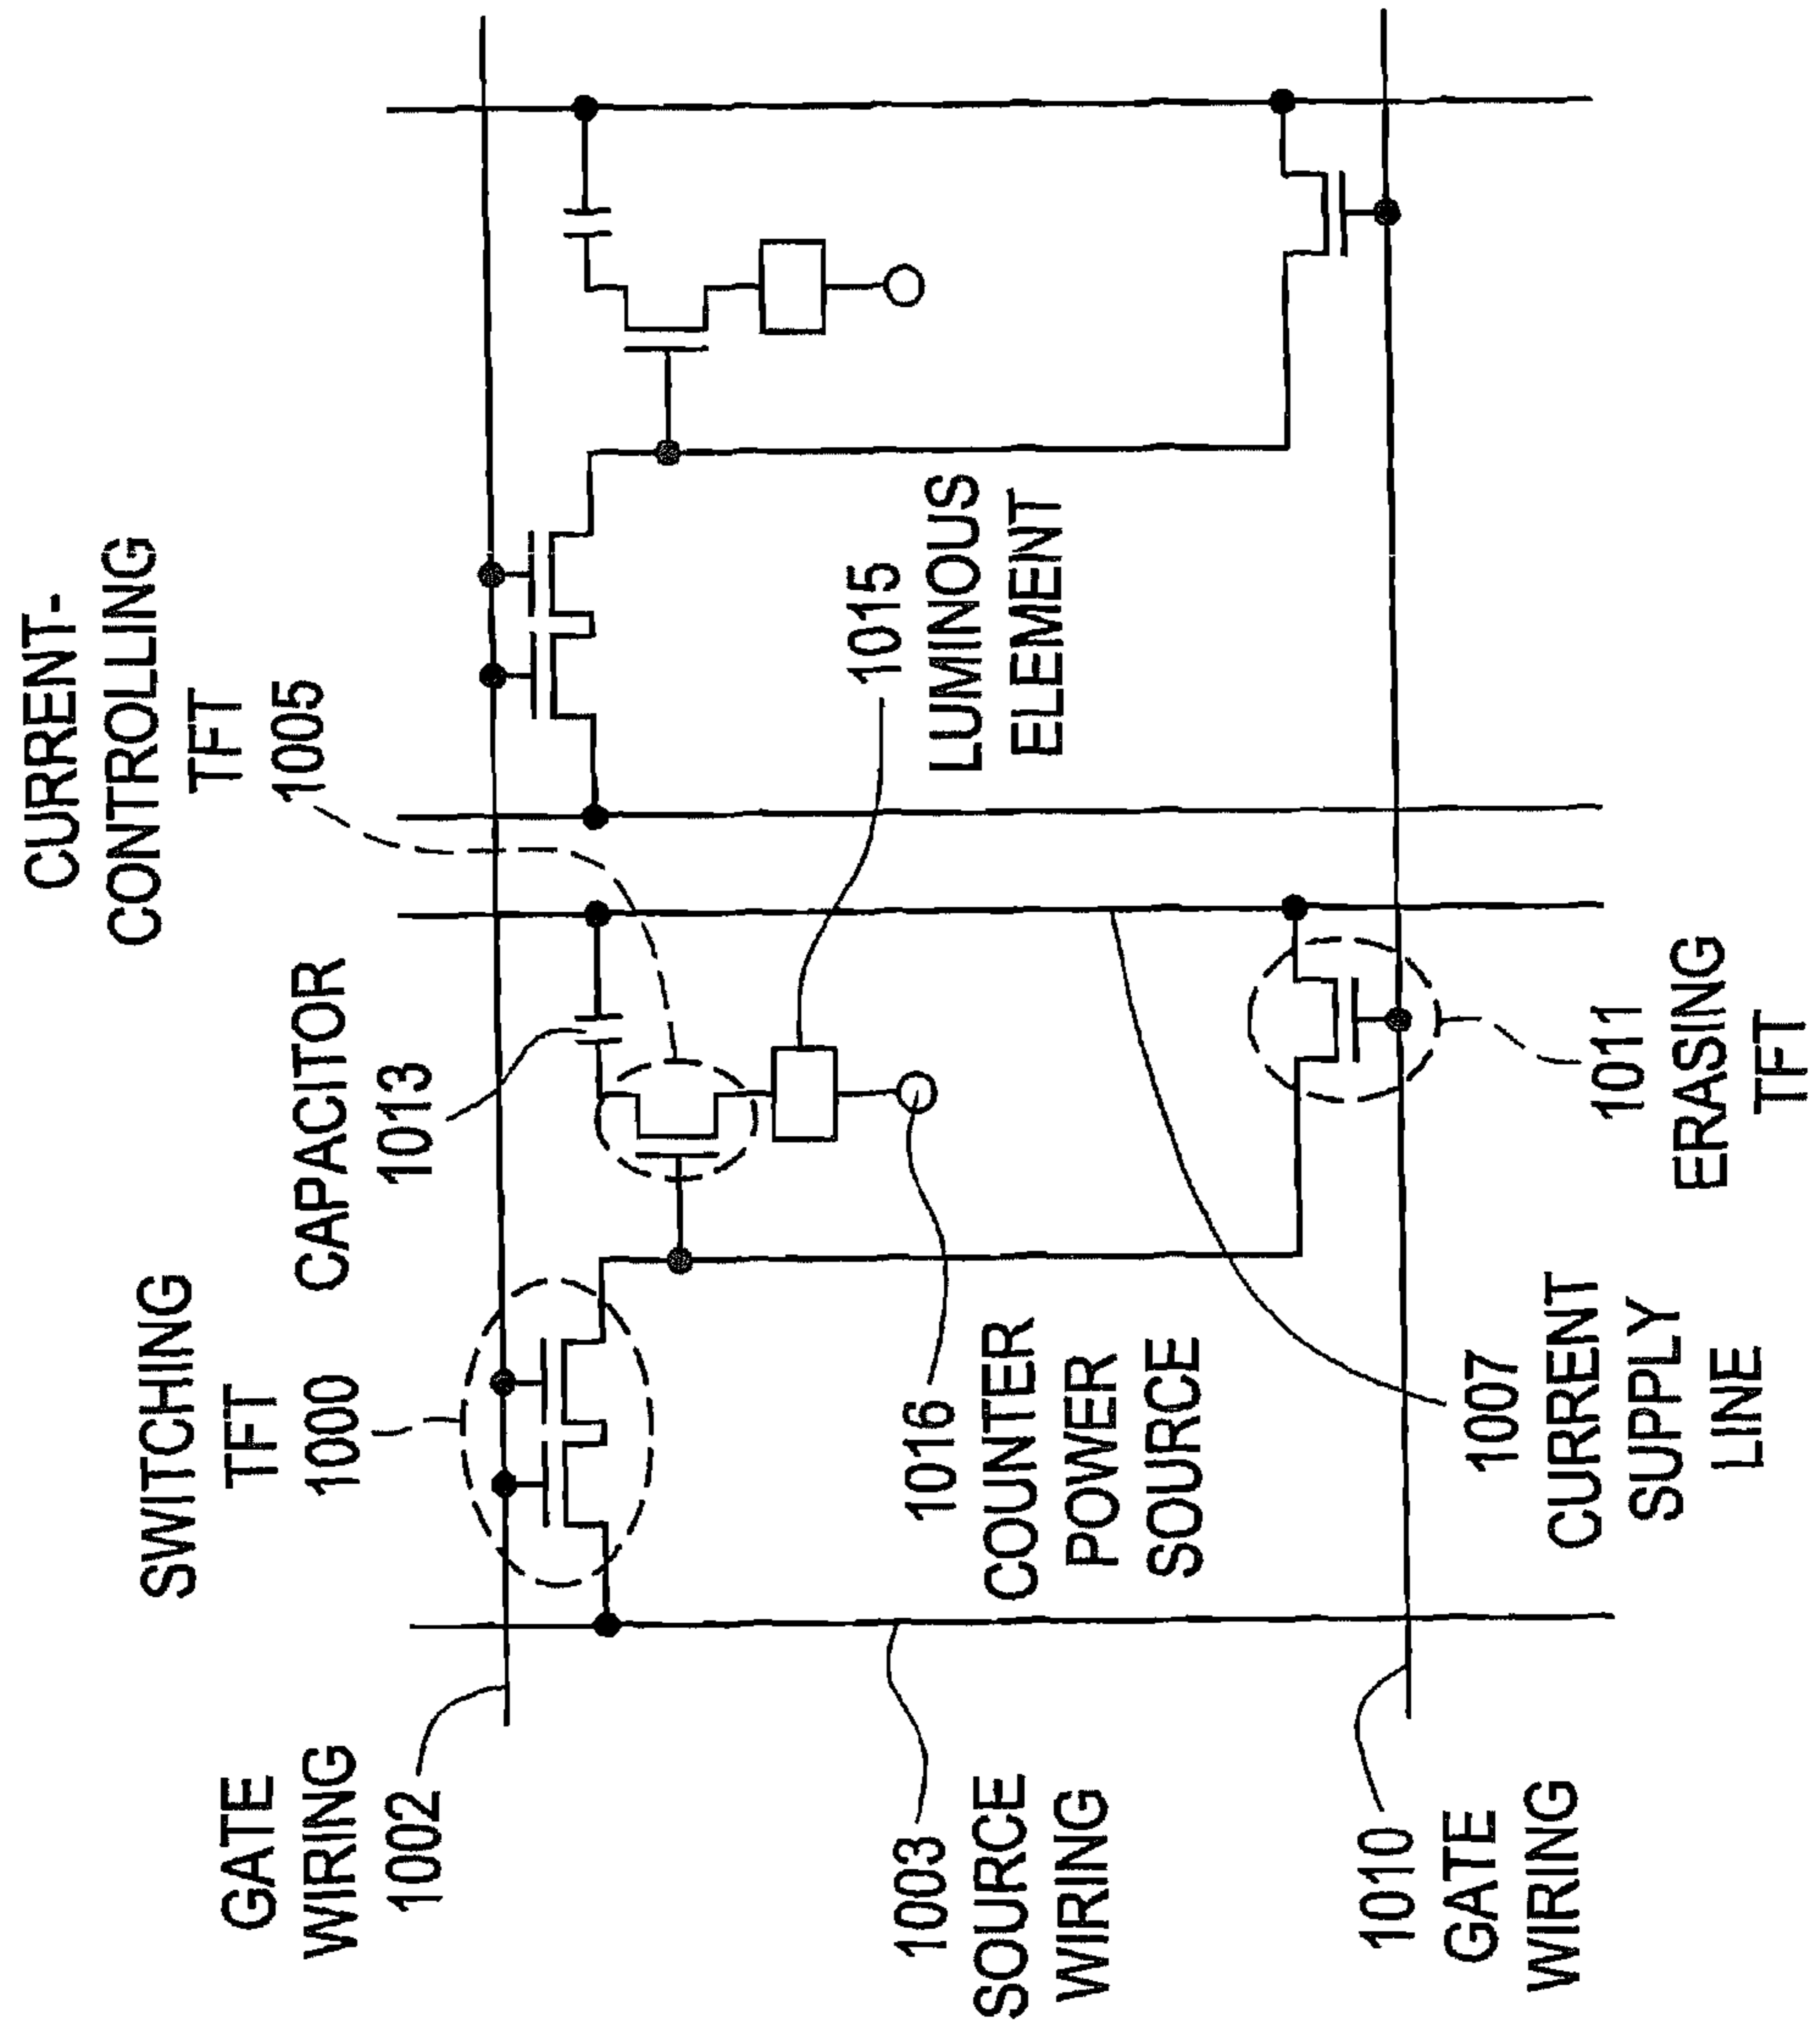 CURRENT-
CONTROLLING
TFT
1005
SWITCHING
TFT
1000
CAPACITOR
1013
GATE
WIRING
1002
1015
LUMINOUS
ELEMENT
1016
COUNTER
POWER
SOURCE
1003
SOURCE
WIRING
1010
GATE
WIRING
1007
CURRENT
SUPPLY
LINE
1011
ERASING
TFT